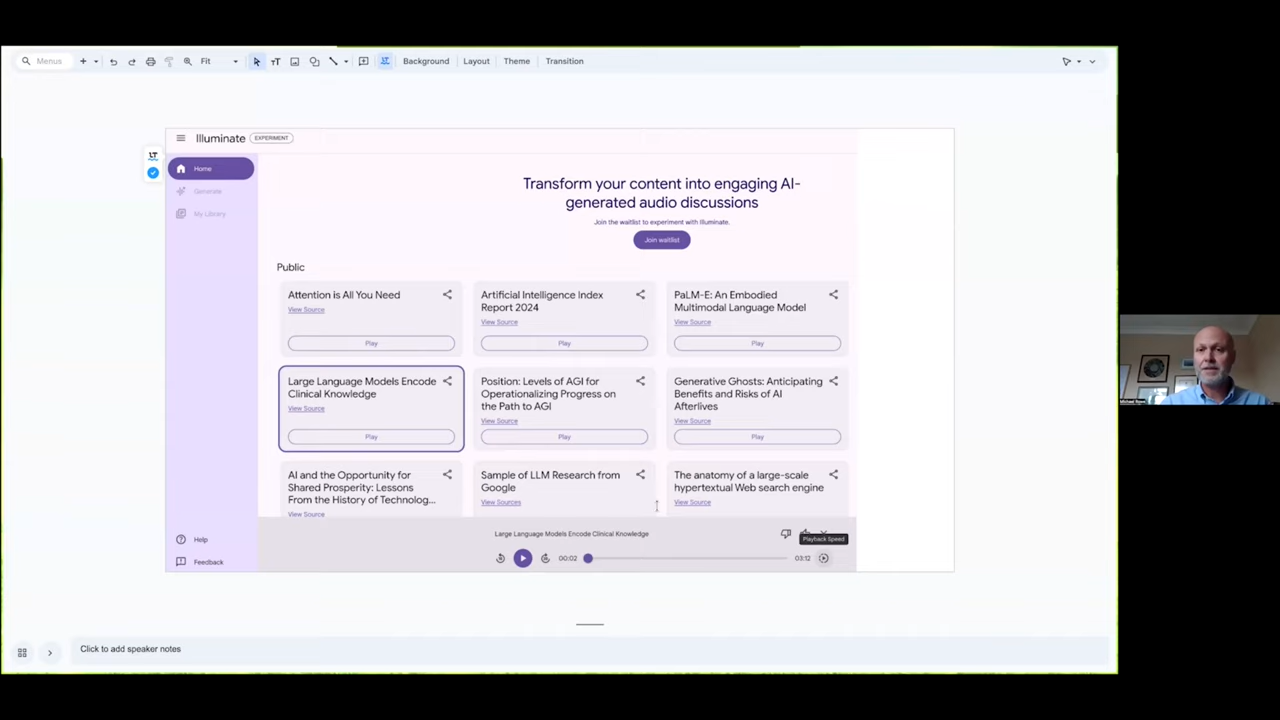 Menus
Fit
Background
Layout
Theme
Transition
Illuminate
EXPERIMENT
Home
Generate
My Library
Transform your content into engaging AI-
generated audio discussions
Join the waitlist to experiment with Illuminate.
Join waitlist
Public
Attention is All You Need
View Source
Play
Artificial Intelligence Index
Report 2024
View Source
Play
PaLM-E: An Embodied
Multimodal Language Model
View Source
Play
Large Language Models Encode
Clinical Knowledge
View Source
Play
Position: Levels of AGI for
Operationalizing Progress on
the Path to AGI
View Source
Play
Generative Ghosts: Anticipating
Benefits and Risks of AI
Afterlives
View Source
Play
AI and the Opportunity for
Shared Prosperity: Lessons
From the History of Technolog...
View Source
Sample of LLM Research from
Google
View Sources
The anatomy of a large-scale
hypertextual Web search engine
View Source
Help
Feedback
Large Language Models Encode Clinical Knowledge
Playback Speed
00:02
03:12
Click to add speaker notes